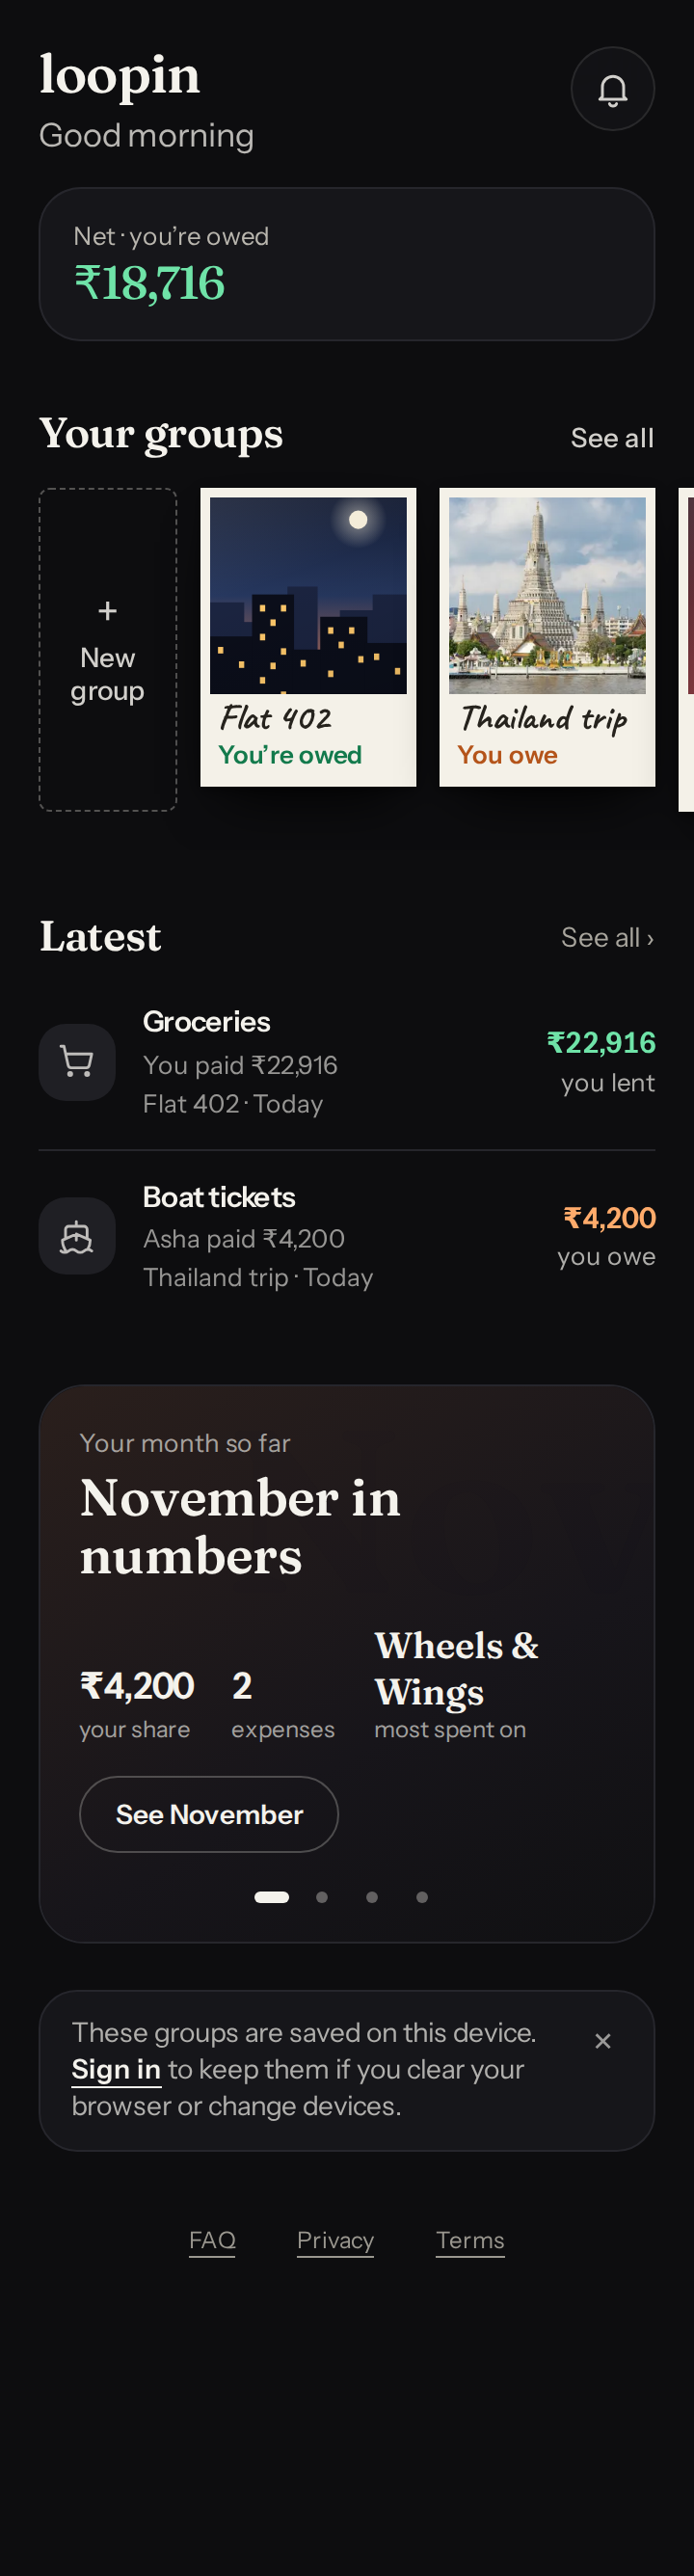 loopin
Good morning
Net · you’re owed
₹18,716
Your groups
See all
+
New
group
Flat 402
You’re owed
Thailand trip
You owe
Latest
See all ›
Groceries
You paid ₹22,916
Flat 402 · Today
₹22,916
you lent
Boat tickets
Asha paid ₹4,200
Thailand trip · Today
₹4,200
you owe
Your month so far
November in
numbers
₹4,200
your share
2
expenses
Wheels &
Wings
most spent on
See November
These groups are saved on this device.
Sign in to keep them if you clear your
browser or change devices.
FAQ
Privacy
Terms